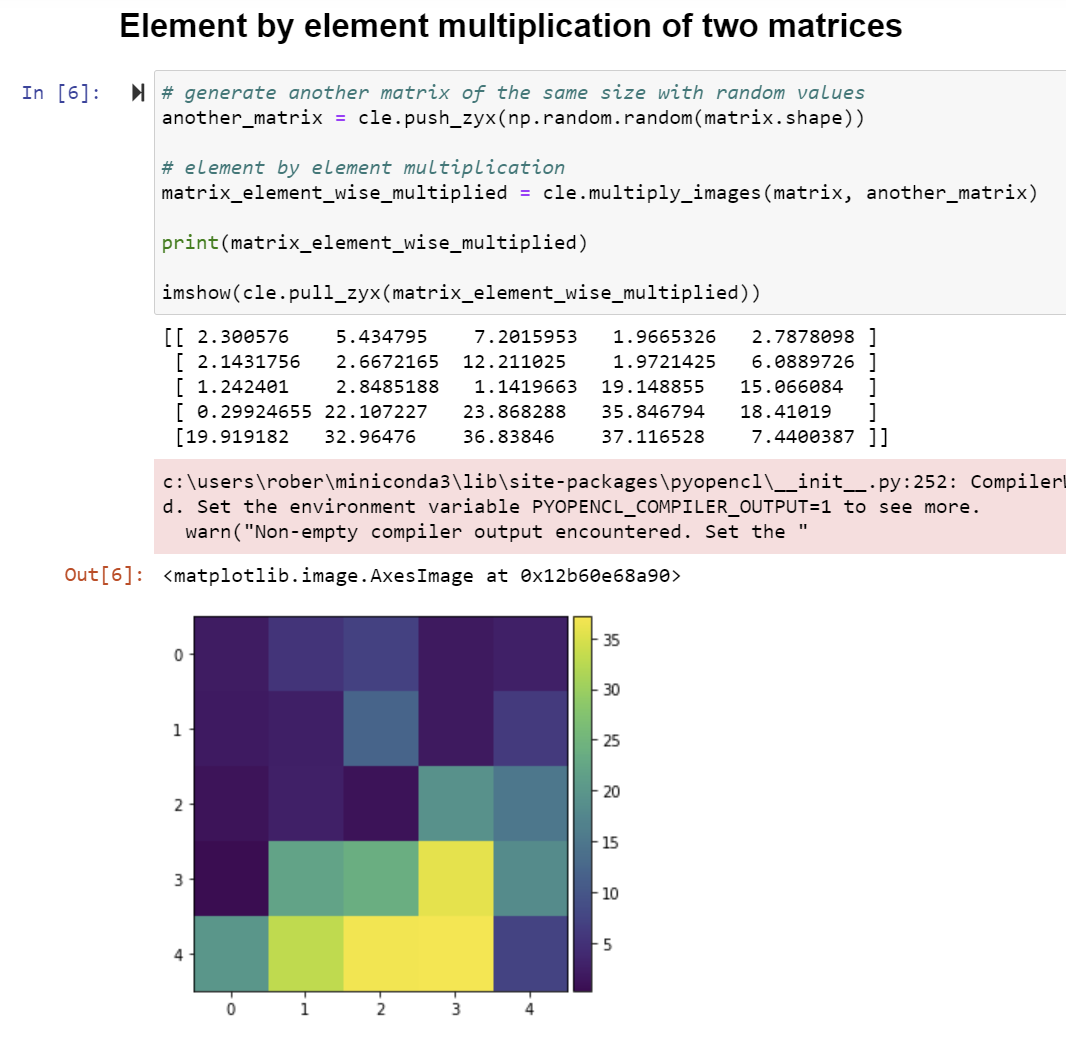 Element by element multiplication of two matrices
In [6]:
# generate another matrix of the same size with random values
another_matrix = cle.push_zyx(np.random.random(matrix.shape))
# element by element multiplication
matrix_element_wise_multiplied = cle.multiply_images(matrix, another_matrix)
print(matrix_element_wise_multiplied)
imshow(cle.pull_zyx(matrix_element_wise_multiplied))
[[ 2.300576 5.434795 7.2015953 1.9665326 2.7878098 ]
[ 2.1431756 2.6672165 12.211025 1.9721425 6.0889726 ]
[ 1.242401 2.8485188 1.1419663 19.148855 15.066084 ]
[ 0.29924655 22.107227 23.868288 35.846794 18.41019 ]
[19.919182 32.96476 36.83846 37.116528 7.4400387 ]]
c:\users\rober\miniconda3\lib\site-packages\pyopencl\__init__.py:252: Compiler
d. Set the environment variable PYOPENCL_COMPILER_OUTPUT=1 to see more.
warn("Non-empty compiler output encountered. Set the "
Out[6]: <matplotlib.image.AxesImage at 0x12b60e68a90>
0
1
2
3
4
0 1 2 3 4
35
30
25
20
15
10
5